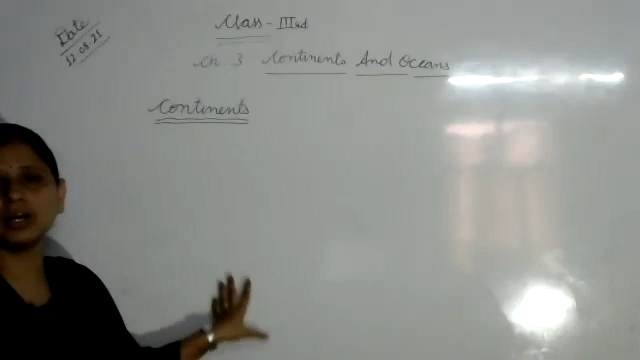 Date
12.08.21
Class - IIIrd
Ch. 3 Continents And Oceans
Continents